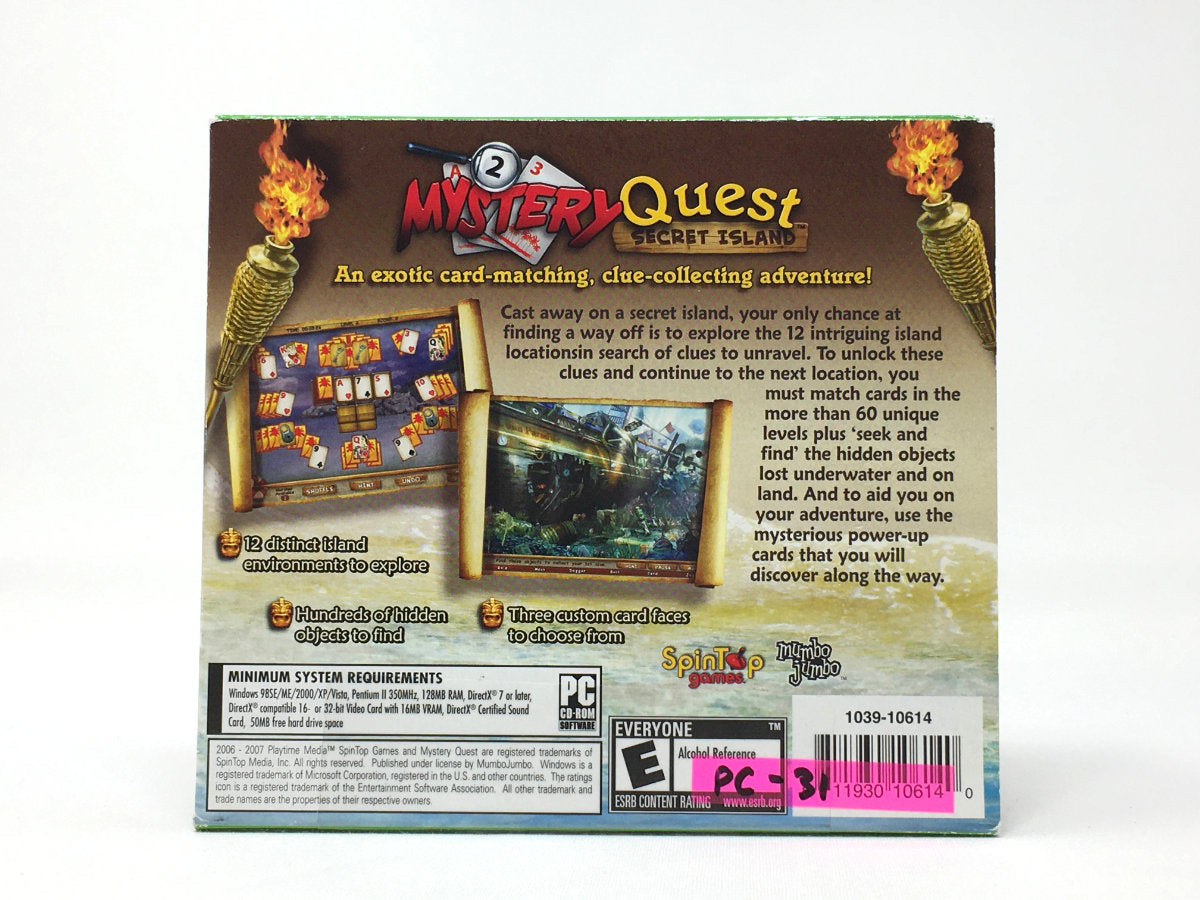 A 2 3
MYSTERY QUEST
SECRET ISLAND™
An exotic card-matching, clue-collecting adventure!
Cast away on a secret island, your only chance at
finding a way off is to explore the 12 intriguing island
locationsin search of clues to unravel. To unlock these
clues and continue to the next location, you
must match cards in the
more than 60 unique
levels plus ‘seek and
find’ the hidden objects
lost underwater and on
land. And to aid you on
your adventure, use the
mysterious power-up
cards that you will
discover along the way.
SHUFFLE HINT UNDO
12 distinct island
environments to explore
Hundreds of hidden
objects to find
Three custom card faces
to choose from
SpinTop
games
mumbo
jumbo™
MINIMUM SYSTEM REQUIREMENTS
Windows 98SE/ME/2000/XP/Vista, Pentium II 350MHz, 128MB RAM, DirectX® 7 or later,
DirectX® compatible 16- or 32-bit Video Card with 16MB VRAM, DirectX® Certified Sound
Card, 50MB free hard drive space
PC
CD-ROM
SOFTWARE
2006 - 2007 Playtime Media™ SpinTop Games and Mystery Quest are registered trademarks of
SpinTop Media, Inc. All rights reserved. Published under license by MumboJumbo. Windows is a
registered trademark of Microsoft Corporation, registered in the U.S. and other countries. The ratings
icon is a registered trademark of the Entertainment Software Association. All other trademark and
trade names are the properties of their respective owners.
EVERYONE ™
E
Alcohol Reference
ESRB CONTENT RATING www.esrb.org
PC-31
1039-10614
11930 10614 0